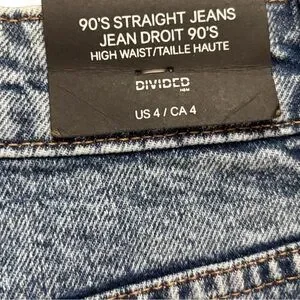 90'S STRAIGHT JEANS
JEAN DROIT 90'S
HIGH WAIST/TAILLE HAUTE
DIVIDED
H&M
US 4 / CA 4